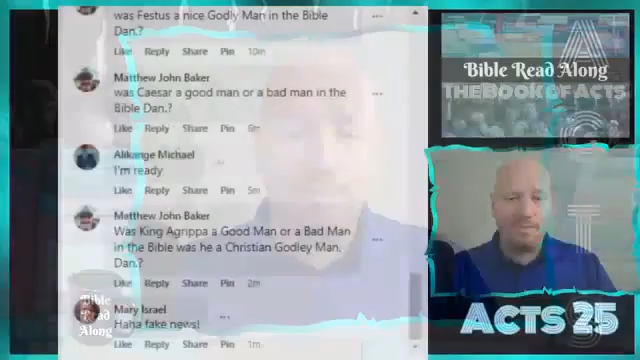 was Festus a nice Godly Man in the Bible
Dan.?
Like Reply Share Pin 10m
Matthew John Baker
was Caesar a good man or a bad man in the
Bible Dan.?
Like Reply Share Pin 6m
Alikange Michael
I'm ready
Like Reply Share Pin 5m
Matthew John Baker
Was King Agrippa a Good Man or a Bad Man
in the Bible was he a Christian Godley Man.
Dan.?
Like Reply Share Pin 2m
Mary Israel
Haha fake news!
Like Reply Share Pin 1m
Bible
Read
Along
Bible Read Along
THE BOOK OF ACTS
ACTS 25